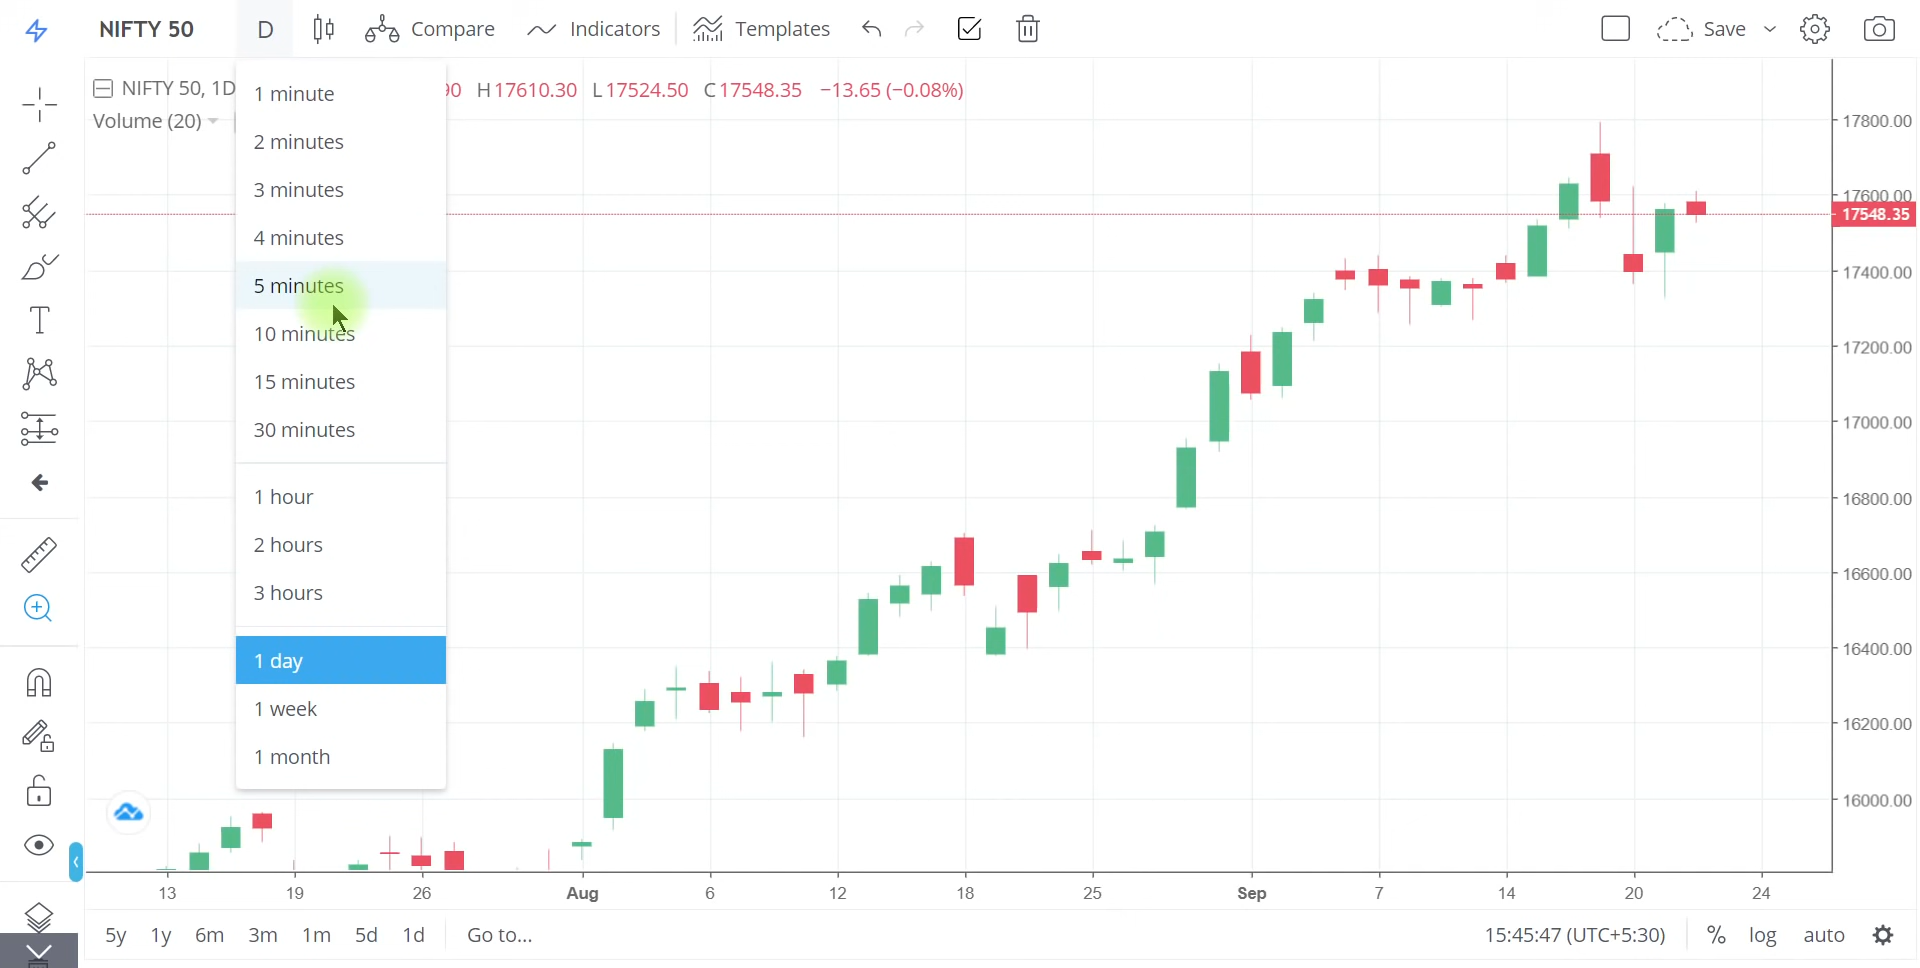 NIFTY 50 D Compare Indicators Templates Save
NIFTY 50, 1D 90 H17610.30 L17524.50 C17548.35 −13.65 (−0.08%)
Volume (20)
1 minute
2 minutes
3 minutes
4 minutes
5 minutes
10 minutes
15 minutes
30 minutes
1 hour
2 hours
3 hours
1 day
1 week
1 month
17800.00
17600.00
17548.35
17400.00
17200.00
17000.00
16800.00
16600.00
16400.00
16200.00
16000.00
13 19 26 Aug 6 12 18 25 Sep 7 14 20 24
5y 1y 6m 3m 1m 5d 1d Go to... 15:45:47 (UTC+5:30) % log auto